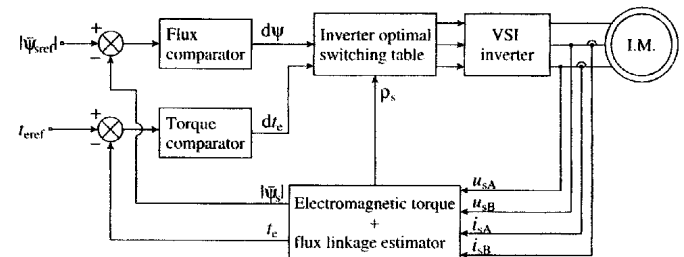 |ψ̄sref|
+
−
Flux
comparator
dψ
Inverter optimal
switching table
VSI
inverter
I.M.
ρs
teref
+
−
Torque
comparator
dte
|ψ̄s|
te
Electromagnetic torque
+
flux linkage estimator
usA
usB
isA
isB